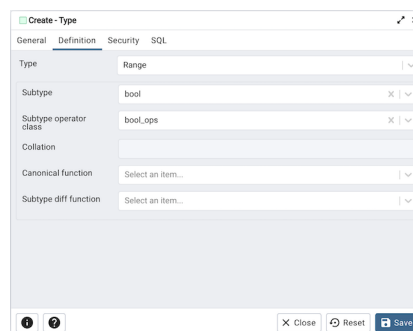 Create - Type
General Definition Security SQL
Type Range
Subtype bool
Subtype operator class bool_ops
Collation
Canonical function Select an item...
Subtype diff function Select an item...
Close Reset Save